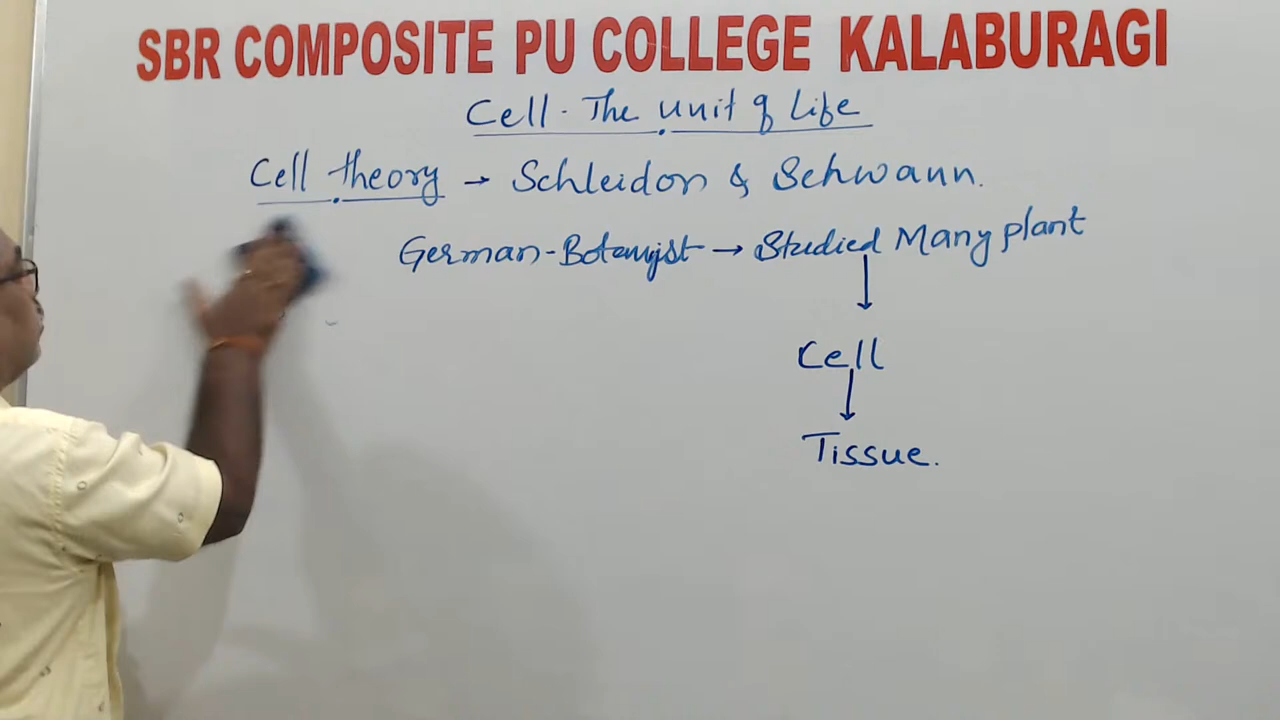 SBR COMPOSITE PU COLLEGE KALABURAGI
Cell - The unit of Life
Cell theory → Schleidon & Schwann.
German - Botanyist → Studied Many plant
Cell
Tissue.